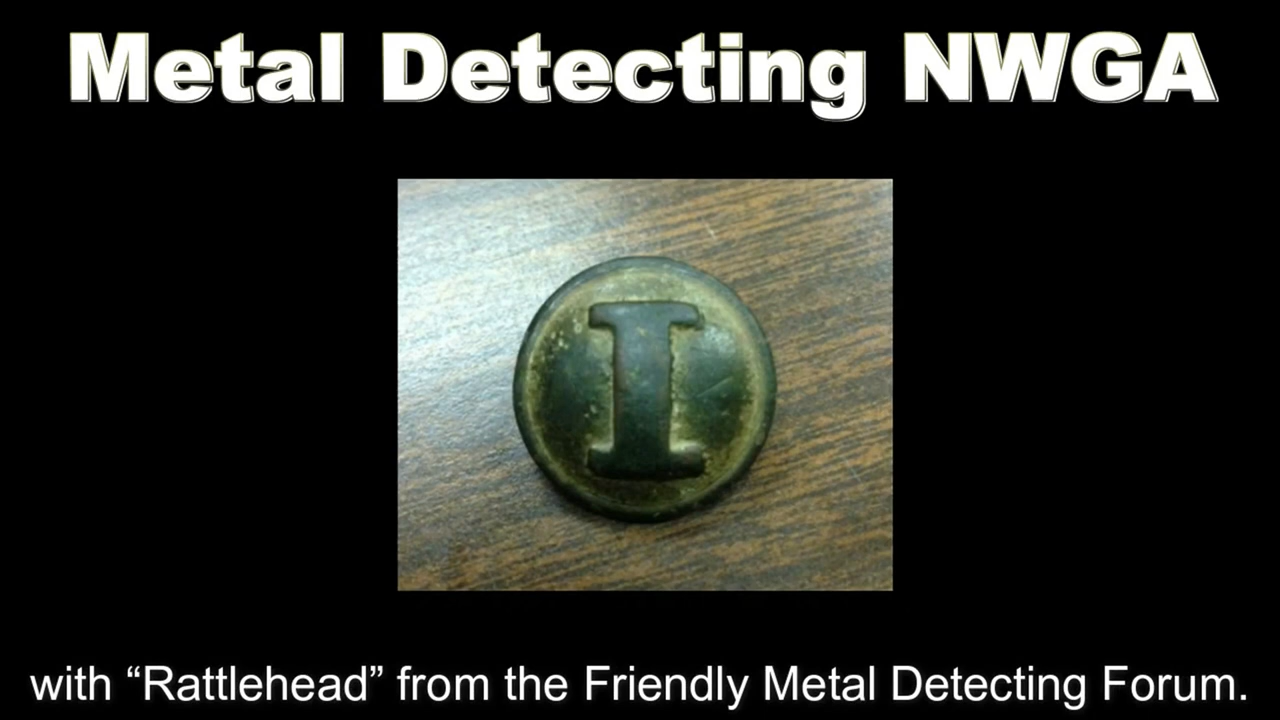 Metal Detecting NWGA
I
with “Rattlehead” from the Friendly Metal Detecting Forum.